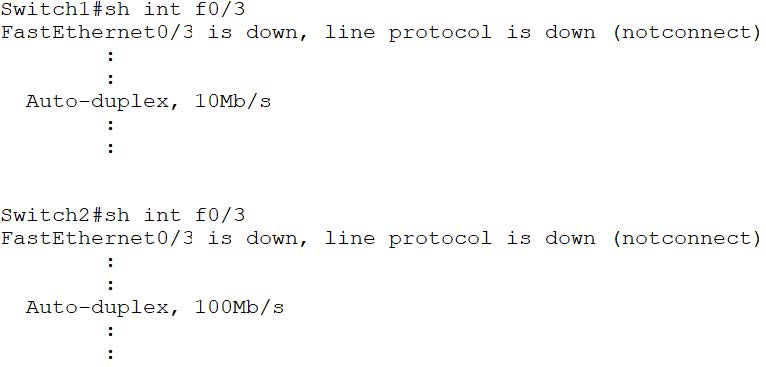 Switch1#sh int f0/3
FastEthernet0/3 is down, line protocol is down (notconnect)
:
:
Auto-duplex, 10Mb/s
:
:
Switch2#sh int f0/3
FastEthernet0/3 is down, line protocol is down (notconnect)
:
:
Auto-duplex, 100Mb/s
:
: